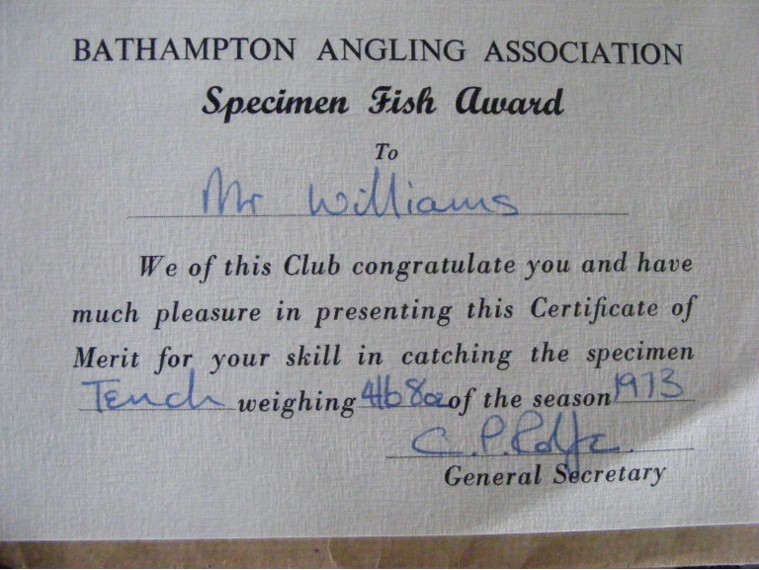 BATHAMPTON ANGLING ASSOCIATION
Specimen Fish Award
To
Mr Williams
We of this Club congratulate you and have
much pleasure in presenting this Certificate of
Merit for your skill in catching the specimen
Tench weighing 4lb 8oz of the season 1973
C. P. Rolfe.
General Secretary